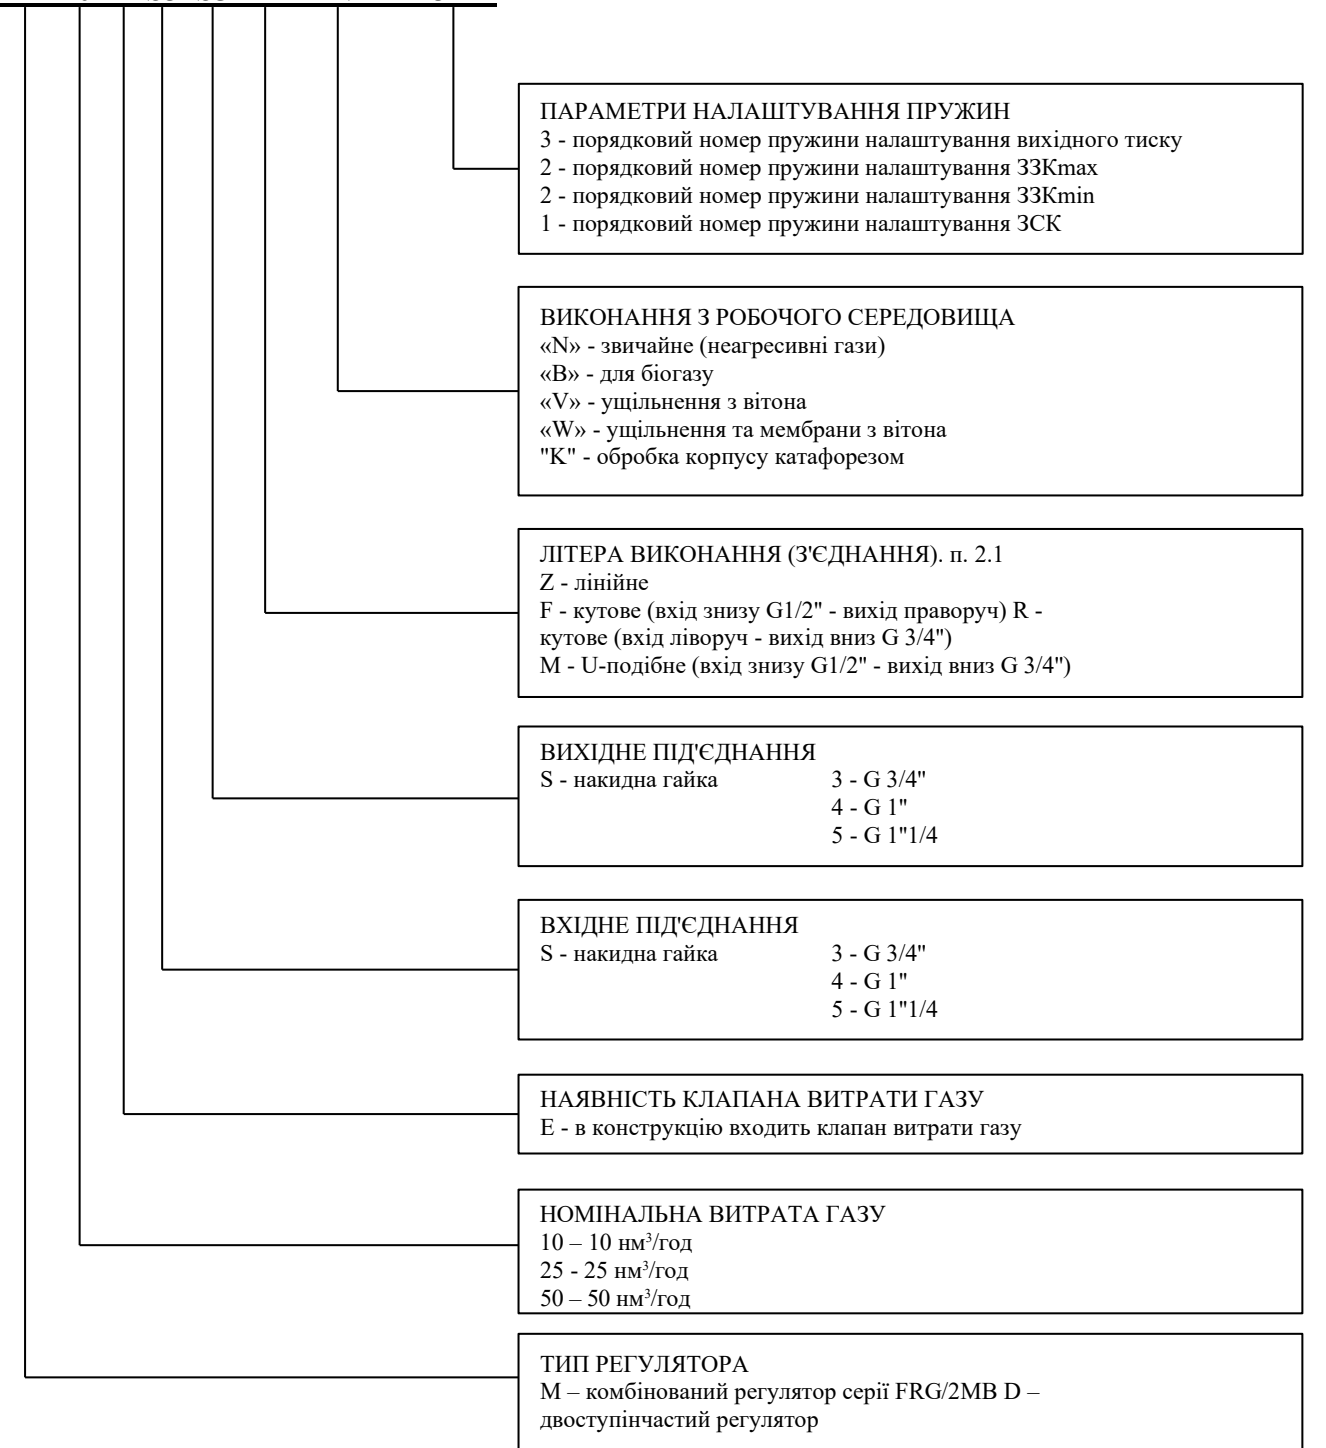 ПАРАМЕТРИ НАЛАШТУВАННЯ ПРУЖИН
3 - порядковий номер пружини налаштування вихідного тиску
2 - порядковий номер пружини налаштування ЗЗКmax
2 - порядковий номер пружини налаштування ЗЗКmin
1 - порядковий номер пружини налаштування ЗСК
ВИКОНАННЯ З РОБОЧОГО СЕРЕДОВИЩА
«N» - звичайне (неагресивні гази)
«B» - для біогазу
«V» - ущільнення з вітона
«W» - ущільнення та мембрани з вітона
"K" - обробка корпусу катафорезом
ЛІТЕРА ВИКОНАННЯ (З'ЄДНАННЯ). п. 2.1
Z - лінійне
F - кутове (вхід знизу G1/2" - вихід праворуч) R -
кутове (вхід ліворуч - вихід вниз G 3/4")
M - U-подібне (вхід знизу G1/2" - вихід вниз G 3/4")
ВИХІДНЕ ПІД'ЄДНАННЯ
S - накидна гайка 3 - G 3/4"
4 - G 1"
5 - G 1"1/4
ВХІДНЕ ПІД'ЄДНАННЯ
S - накидна гайка 3 - G 3/4"
4 - G 1"
5 - G 1"1/4
НАЯВНІСТЬ КЛАПАНА ВИТРАТИ ГАЗУ
E - в конструкцію входить клапан витрати газу
НОМІНАЛЬНА ВИТРАТА ГАЗУ
10 – 10 нм³/год
25 - 25 нм³/год
50 – 50 нм³/год
ТИП РЕГУЛЯТОРА
M – комбінований регулятор серії FRG/2MB D –
двоступінчастий регулятор